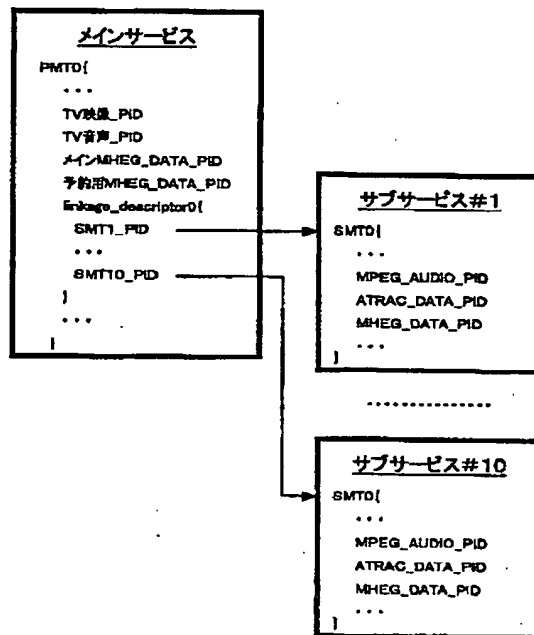 メインサービス
PMT0{
・・・
TV映像_PID
TV音声_PID
メインMHEG_DATA_PID
予約用MHEG_DATA_PID
linkage_descriptor0{
SMT1_PID
・・・
SMT10_PID
}
・・・
}
サブサービス#1
SMT0{
・・・
MPEG_AUDIO_PID
ATRAC_DATA_PID
MHEG_DATA_PID
・・・
}
・・・・・・・・・・・・・・
サブサービス#10
SMT0{
・・・
MPEG_AUDIO_PID
ATRAC_DATA_PID
MHEG_DATA_PID
・・・
}